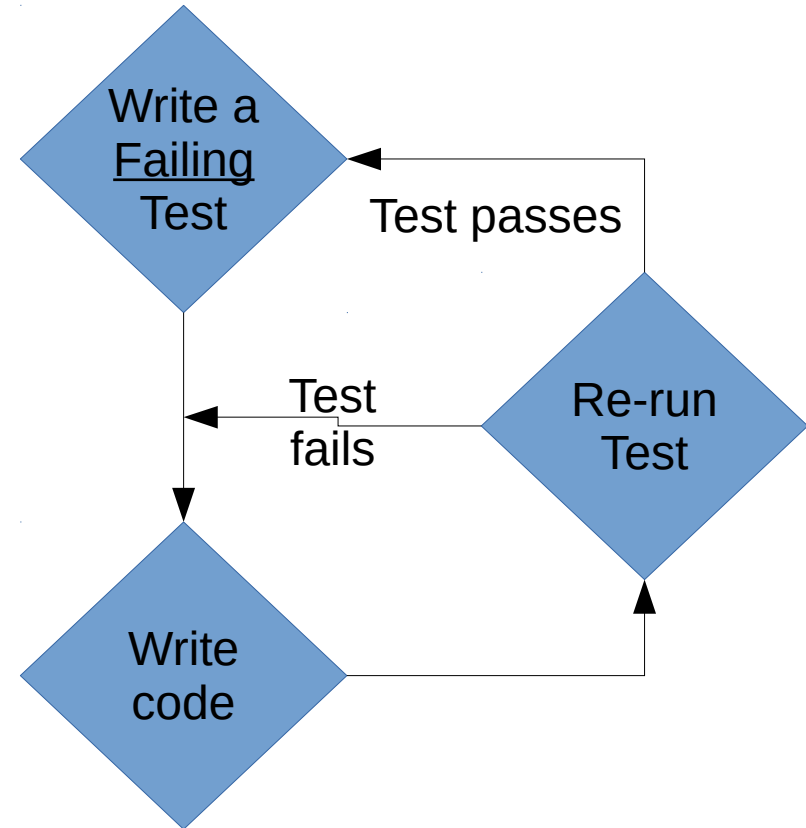 Write a
Failing
Test
Test passes
Test
fails
Re-run
Test
Write
code